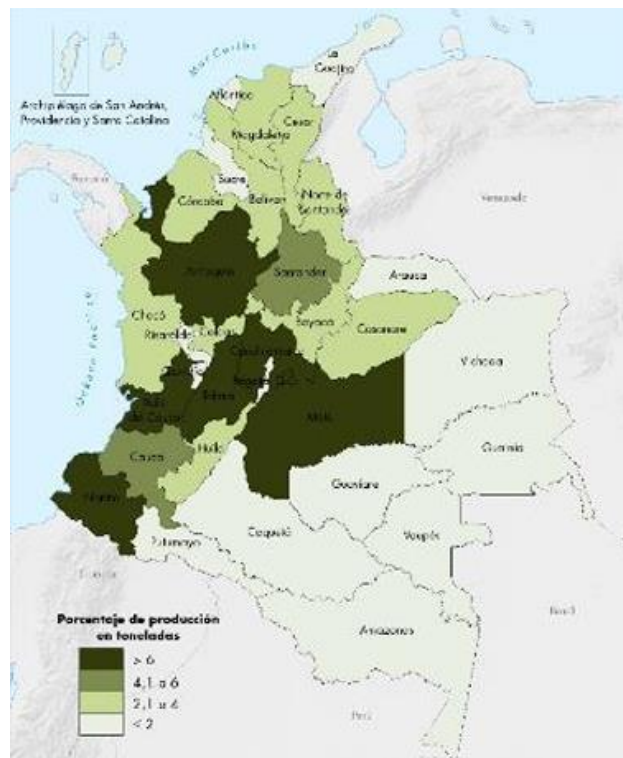 Mar Caribe
La
Guajira
Archipiélago de San Andrés,
Providencia y Santa Catalina
Atlántico
Magdalena
Cesar
Panamá
Sucre
Córdoba
Bolívar
Norte de
Santander
Venezuela
Antioquia
Santander
Arauca
Océano Pacífico
Chocó
Boyacá
Casanare
Risaralda
Caldas
Cundinamarca
Vichada
Bogotá D.C.
Valle
del Cauca
Tolima
Meta
Cauca
Huila
Guainía
Guaviare
Nariño
Caquetá
Vaupés
Putumayo
Ecuador
Brasil
Amazonas
Perú
Porcentaje de producción
en toneladas
> 6
4,1 a 6
2,1 a 4
< 2